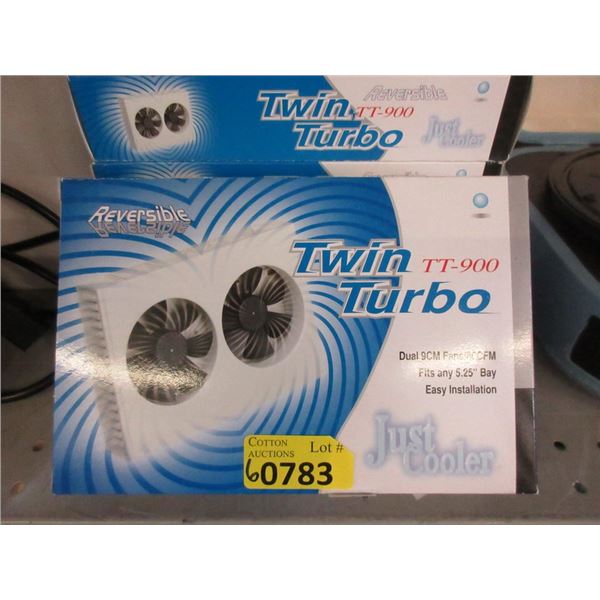 Reversible
Twin TT-900
Turbo
Just
Cooler
Reversible
Reversible
Twin TT-900
Turbo
Dual 9CM Fans/
Fits any 5.25" Bay
Easy Installation
Just
Cooler
COTTON
AUCTIONS
Lot #
60783